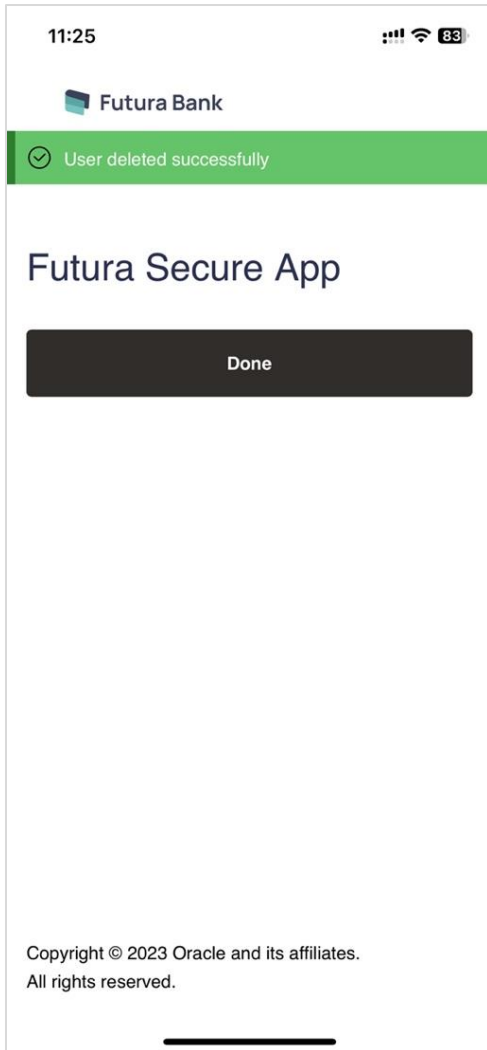 11:25
83
Futura Bank
User deleted successfully
Futura Secure App
Done
Copyright © 2023 Oracle and its affiliates.
All rights reserved.